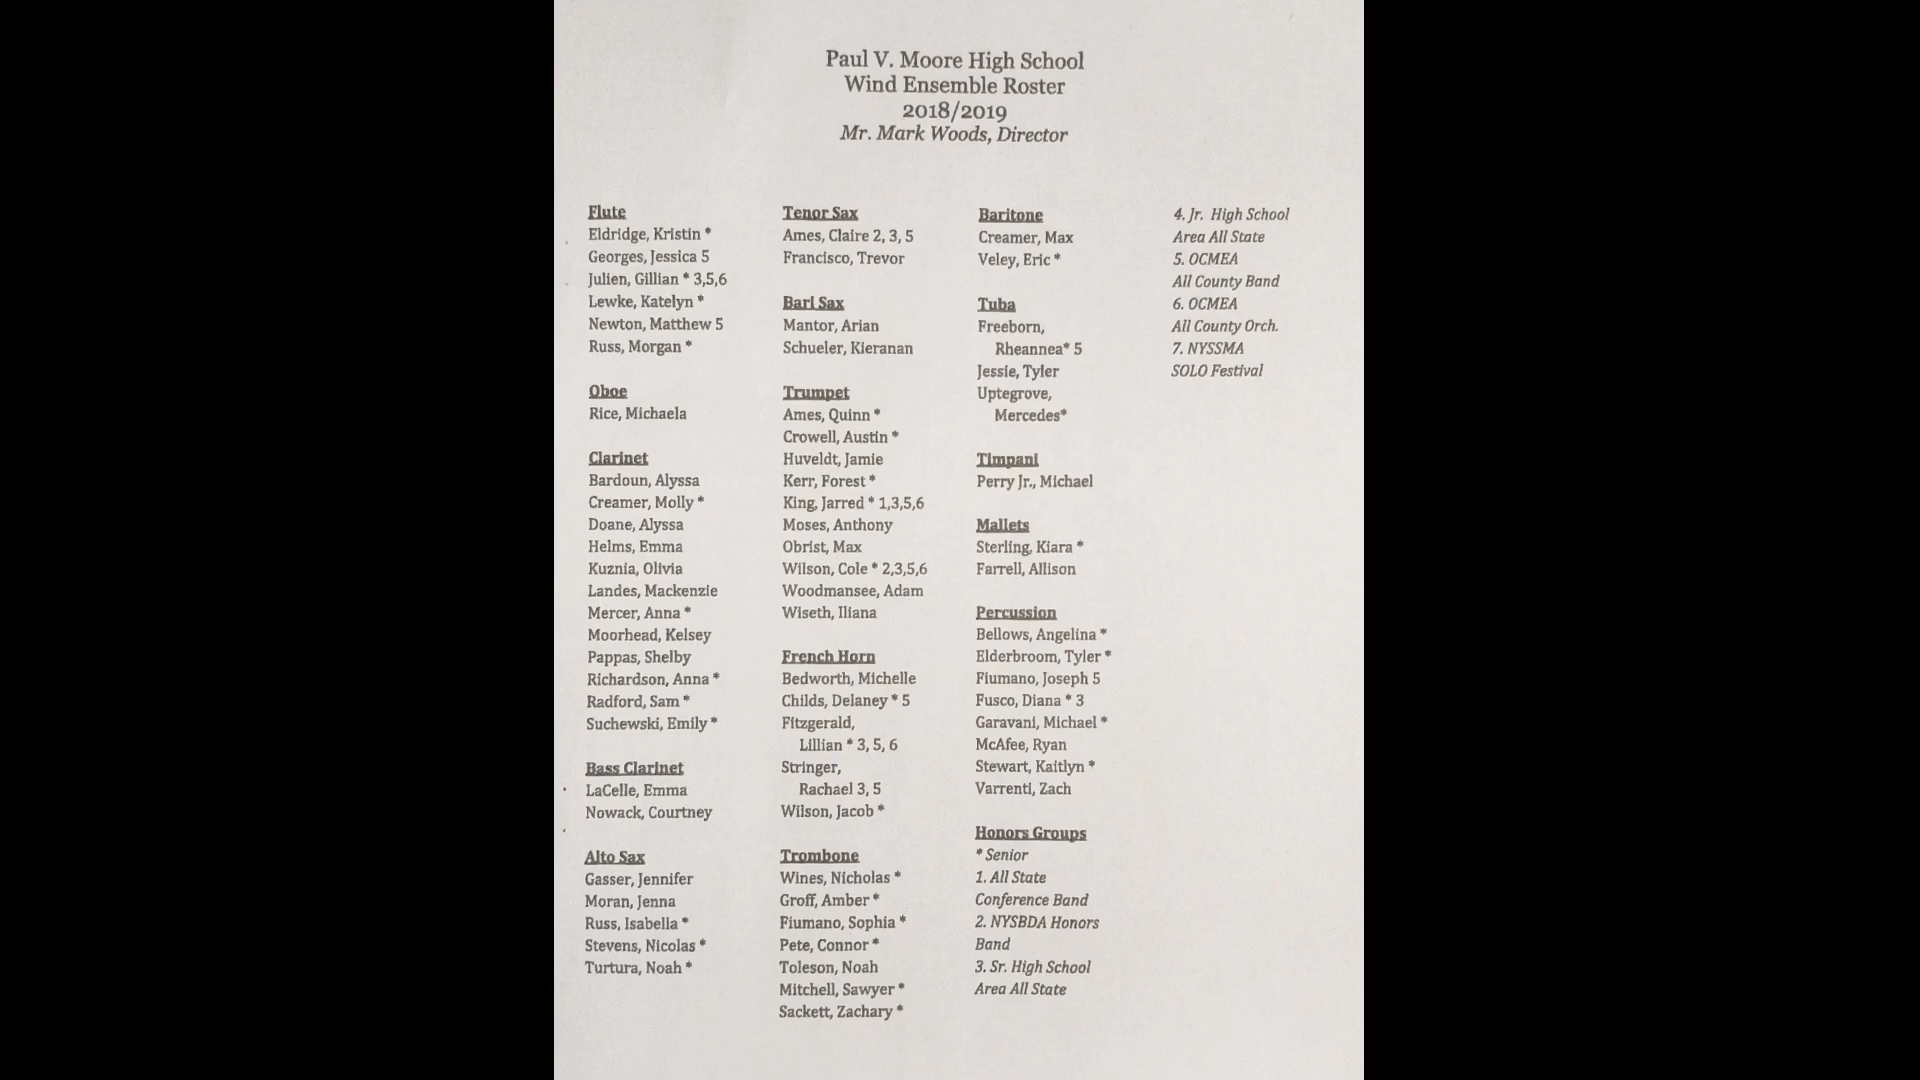 Paul V. Moore High School
Wind Ensemble Roster
2018/2019
Mr. Mark Woods, Director
Flute
Eldridge, Kristin *
Georges, Jessica 5
Julien, Gillian * 3,5,6
Lewke, Katelyn *
Newton, Matthew 5
Russ, Morgan *
Oboe
Rice, Michaela
Clarinet
Bardoun, Alyssa
Creamer, Molly *
Doane, Alyssa
Helms, Emma
Kuznia, Olivia
Landes, Mackenzie
Mercer, Anna *
Moorhead, Kelsey
Pappas, Shelby
Richardson, Anna *
Radford, Sam *
Suchewski, Emily *
Bass Clarinet
LaCelle, Emma
Nowack, Courtney
Alto Sax
Gasser, Jennifer
Moran, Jenna
Russ, Isabella *
Stevens, Nicolas *
Turtura, Noah *
Tenor Sax
Ames, Claire 2, 3, 5
Francisco, Trevor
Bari Sax
Mantor, Arian
Schueler, Kieranan
Trumpet
Ames, Quinn *
Crowell, Austin *
Huveldt, Jamie
Kerr, Forest *
King, Jarred * 1,3,5,6
Moses, Anthony
Obrist, Max
Wilson, Cole * 2,3,5,6
Woodmansee, Adam
Wiseth, Iliana
French Horn
Bedworth, Michelle
Childs, Delaney * 5
Fitzgerald,
Lillian * 3, 5, 6
Stringer,
Rachael 3, 5
Wilson, Jacob *
Trombone
Wines, Nicholas *
Groff, Amber *
Fiumano, Sophia *
Pete, Connor *
Toleson, Noah
Mitchell, Sawyer *
Sackett, Zachary *
Baritone
Creamer, Max
Veley, Eric *
Tuba
Freeborn,
Rheannea* 5
Jessie, Tyler
Uptegrove,
Mercedes*
Timpani
Perry Jr., Michael
Mallets
Sterling, Kiara *
Farrell, Allison
Percussion
Bellows, Angelina *
Elderbroom, Tyler *
Fiumano, Joseph 5
Fusco, Diana * 3
Garavani, Michael *
McAfee, Ryan
Stewart, Kaitlyn *
Varrenti, Zach
Honors Groups
* Senior
1. All State
Conference Band
2. NYSBDA Honors
Band
3. Sr. High School
Area All State
4. Jr. High School
Area All State
5. OCMEA
All County Band
6. OCMEA
All County Orch.
7. NYSSMA
SOLO Festival